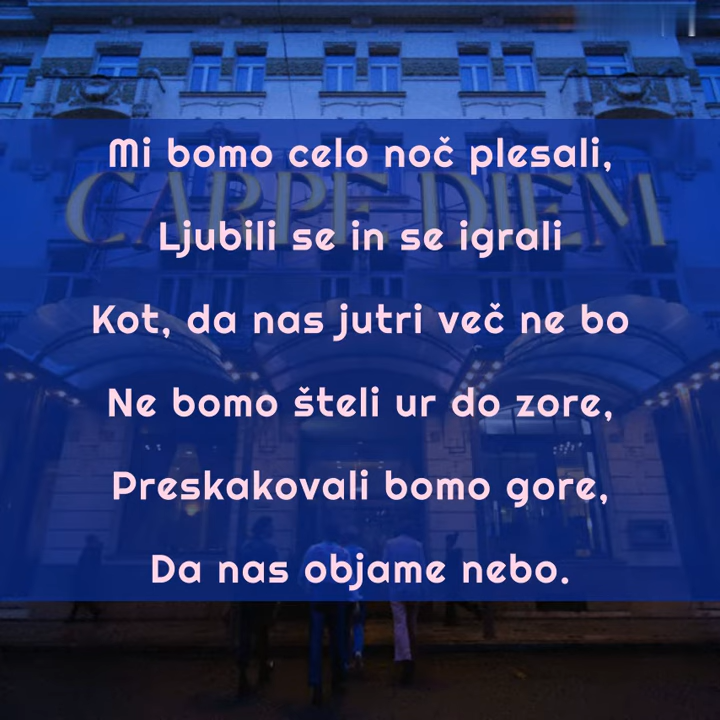 Mi bomo celo noč plesali,
CARPE DIEM
Ljubili se in se igrali
Kot, da nas jutri več ne bo
Ne bomo šteli ur do zore,
Preskakovali bomo gore,
Da nas objame nebo.